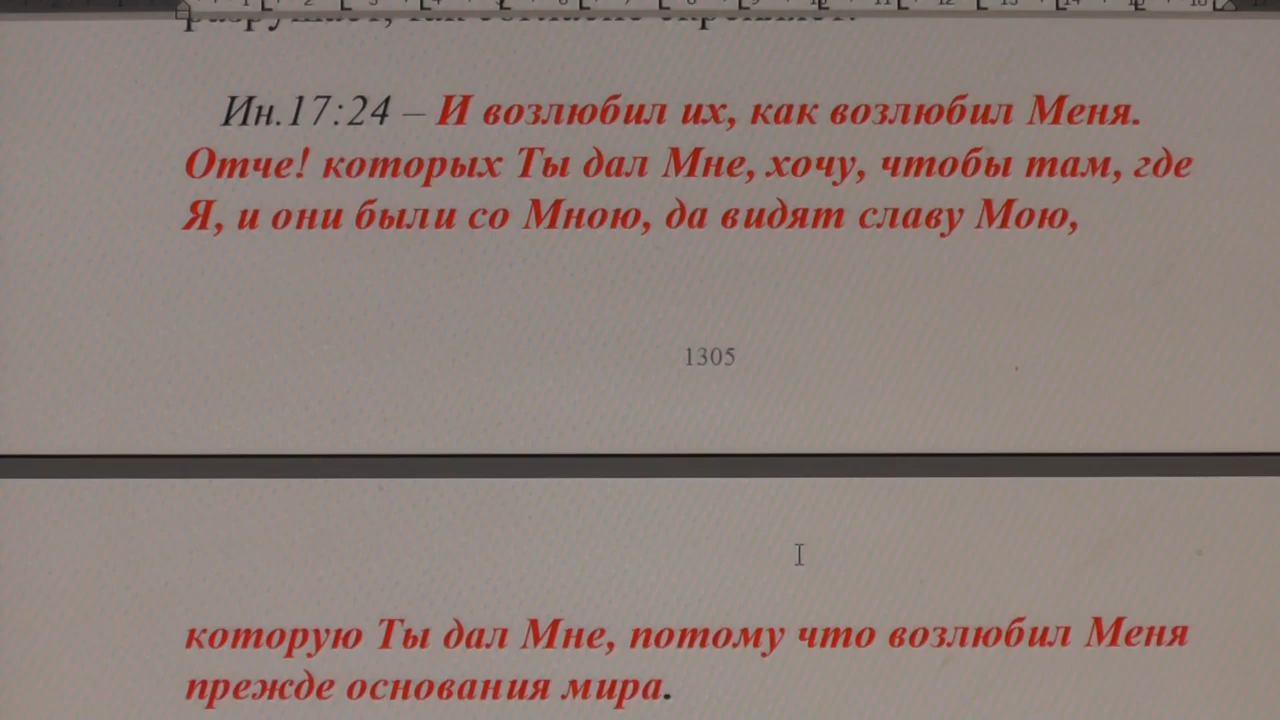 Ин.17:24 – И возлюбил их, как возлюбил Меня.
Отче! которых Ты дал Мне, хочу, чтобы там, где
Я, и они были со Мною, да видят славу Мою,
1305
которую Ты дал Мне, потому что возлюбил Меня
прежде основания мира.